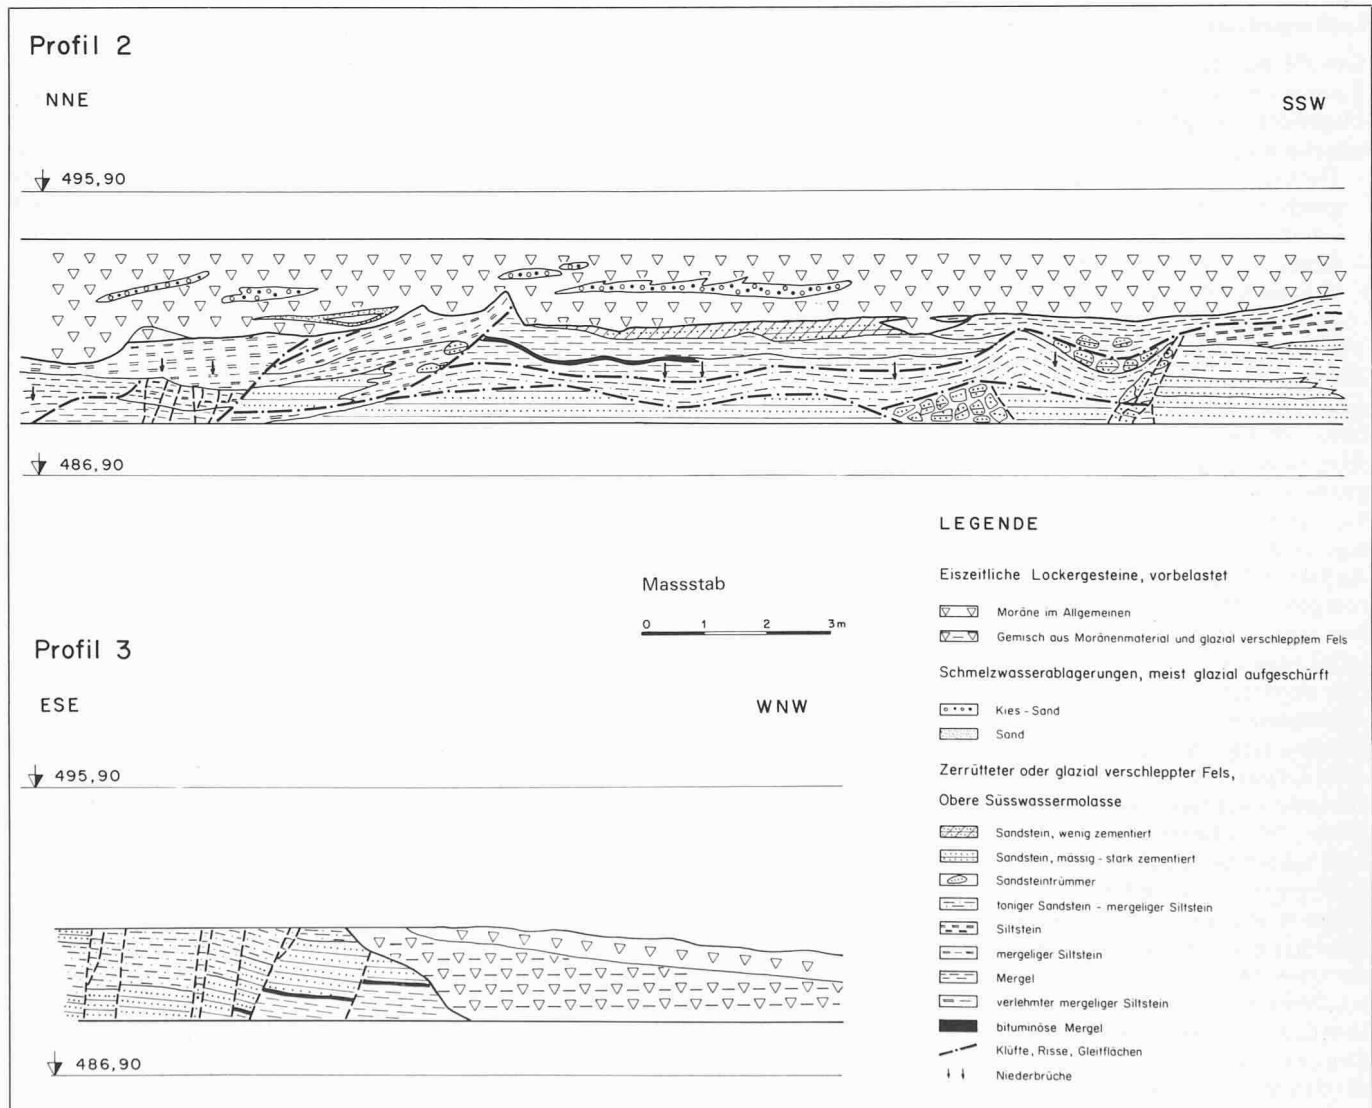 Profil 2
NNE
SSW
495,90
486,90
Massstab
0 1 2 3m
Profil 3
ESE
WNW
495,90
486,90
LEGENDE
Eiszeitliche Lockergesteine, vorbelastet
Moräne im Allgemeinen
Gemisch aus Moränenmaterial und glazial verschlepptem Fels
Schmelzwasserablagerungen, meist glazial aufgeschürft
Kies - Sand
Sand
Zerrütteter oder glazial verschleppter Fels,
Obere Süsswassermolasse
Sandstein, wenig zementiert
Sandstein, mässig - stark zementiert
Sandsteintrümmer
toniger Sandstein - mergeliger Siltstein
Siltstein
mergeliger Siltstein
Mergel
verlehmter mergeliger Siltstein
bituminöse Mergel
Klüfte, Risse, Gleitflächen
Niederbrüche